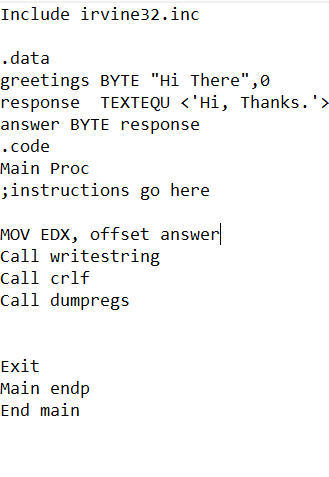 Include irvine32.inc
.data
greetings BYTE "Hi There",0
response  TEXTEQU <'Hi, Thanks.'>
answer BYTE response
.code
Main Proc
;instructions go here
MOV EDX, offset answer
Call writestring
Call crlf
Call dumpregs
Exit
Main endp
End main